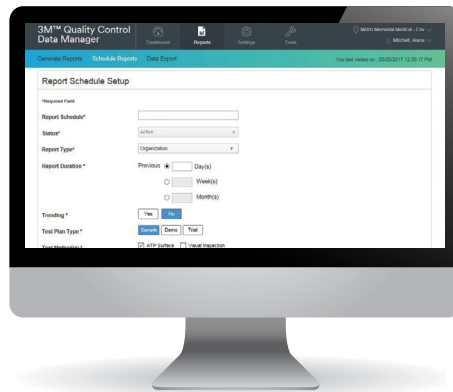 3M™ Quality Control
Data Manager
Dashboard Reports Settings Tools
Metro Memorial Medical - Env
Mitchell, Alana
Generate Reports Schedule Reports Data Export
You last visited on : 03/20/2017 12:30:17 PM
Report Schedule Setup
*Required Field
Report Schedule*
Status* Active
Report Type* Organization
Report Duration * Previous Day(s)
Week(s)
Month(s)
Trending * Yes No
Test Plan Type * Sample Demo Trial
Test Method(s) * ATP Surface Visual Inspection